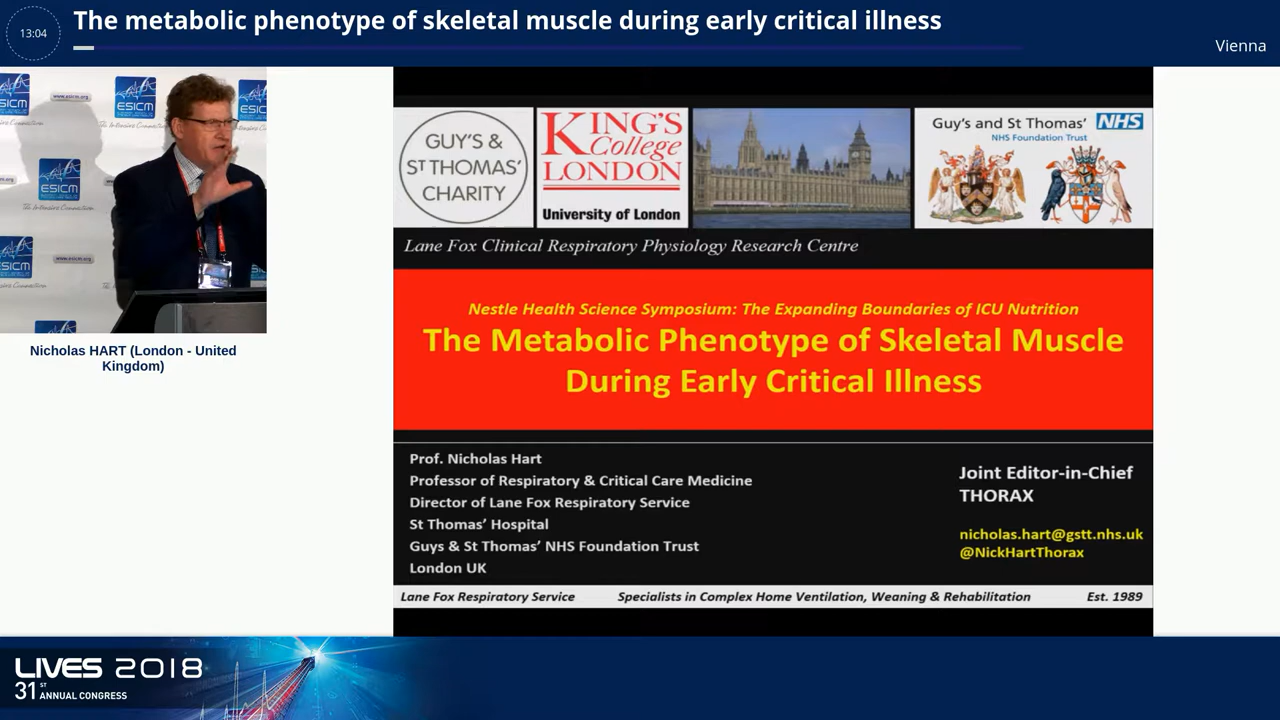 13:04
The metabolic phenotype of skeletal muscle during early critical illness
Vienna
www.esicm.org
ESICM
ESICM
ESICM
Nicholas HART (London - United
Kingdom)
GUY'S &
ST THOMAS'
CHARITY
KING'S
College
LONDON
University of London
Guy's and St Thomas' NHS
NHS Foundation Trust
Lane Fox Clinical Respiratory Physiology Research Centre
Nestle Health Science Symposium: The Expanding Boundaries of ICU Nutrition
The Metabolic Phenotype of Skeletal Muscle
During Early Critical Illness
Prof. Nicholas Hart
Professor of Respiratory & Critical Care Medicine
Director of Lane Fox Respiratory Service
St Thomas' Hospital
Guys & St Thomas' NHS Foundation Trust
London UK
Joint Editor-in-Chief
THORAX
nicholas.hart@gstt.nhs.uk
@NickHartThorax
Lane Fox Respiratory Service Specialists in Complex Home Ventilation, Weaning & Rehabilitation Est. 1989
LIVES 2018
31ST ANNUAL CONGRESS